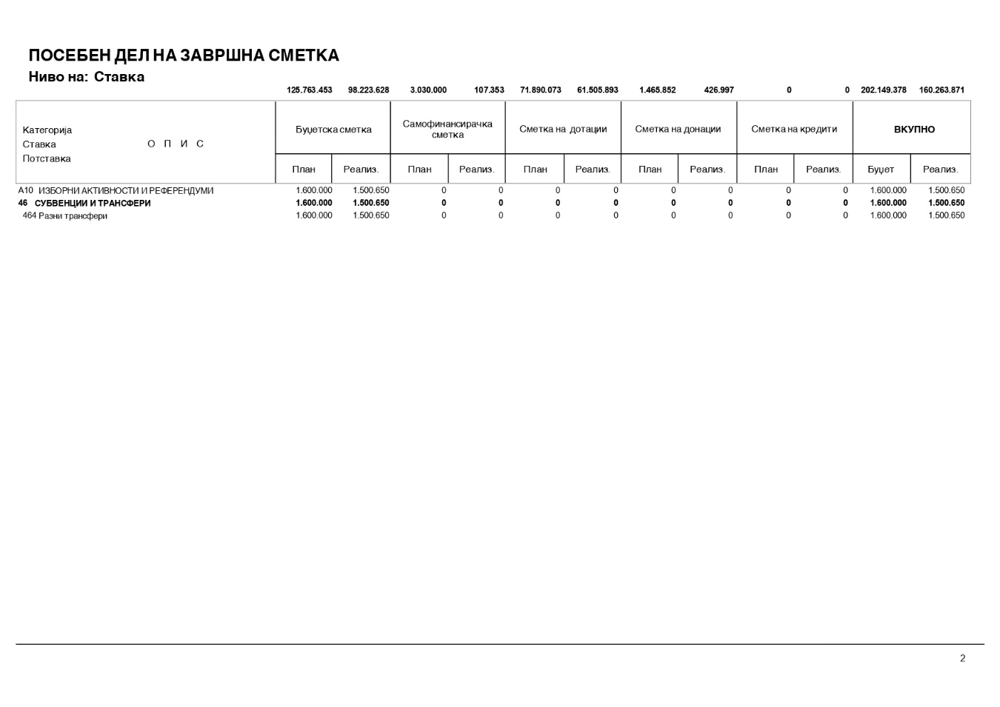 ПОСЕБЕН ДЕЛ НА ЗАВРШНА СМЕТКА
Ниво на: Ставка
125.763.453 98.223.628 3.030.000 107.353 71.890.073 61.505.893 1.465.852 426.997 0 0 202.149.378 160.263.871
Категорија
Ставка О П И С
Потставка
Буџетска сметка Самофинансирачка сметка Сметка на дотации Сметка на донации Сметка на кредити ВКУПНО
План Реализ. План Реализ. План Реализ. План Реализ. План Реализ. Буџет Реализ.
А10 ИЗБОРНИ АКТИВНОСТИ И РЕФЕРЕНДУМИ 1.600.000 1.500.650 0 0 0 0 0 0 0 0 1.600.000 1.500.650
46 СУБВЕНЦИИ И ТРАНСФЕРИ 1.600.000 1.500.650 0 0 0 0 0 0 0 0 1.600.000 1.500.650
464 Разни трансфери 1.600.000 1.500.650 0 0 0 0 0 0 0 0 1.600.000 1.500.650
2